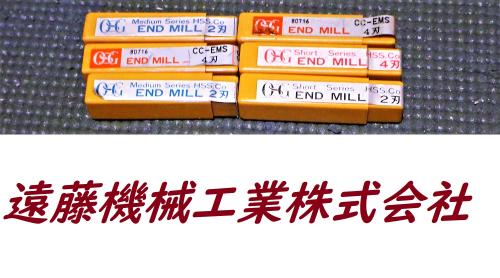 OSG Medium Series HSS.Co
END MILL 2刃
OSG 80716 CC-EMS
END MILL 4刃
OSG 80716 CC-EMS
END MILL 4刃
OSG Short Series HSS.Co
END MILL 4刃
OSG Medium Series HSS.Co
END MILL 2刃
OSG Short Series HSS.Co
END MILL 2刃
遠藤機械工業株式会社